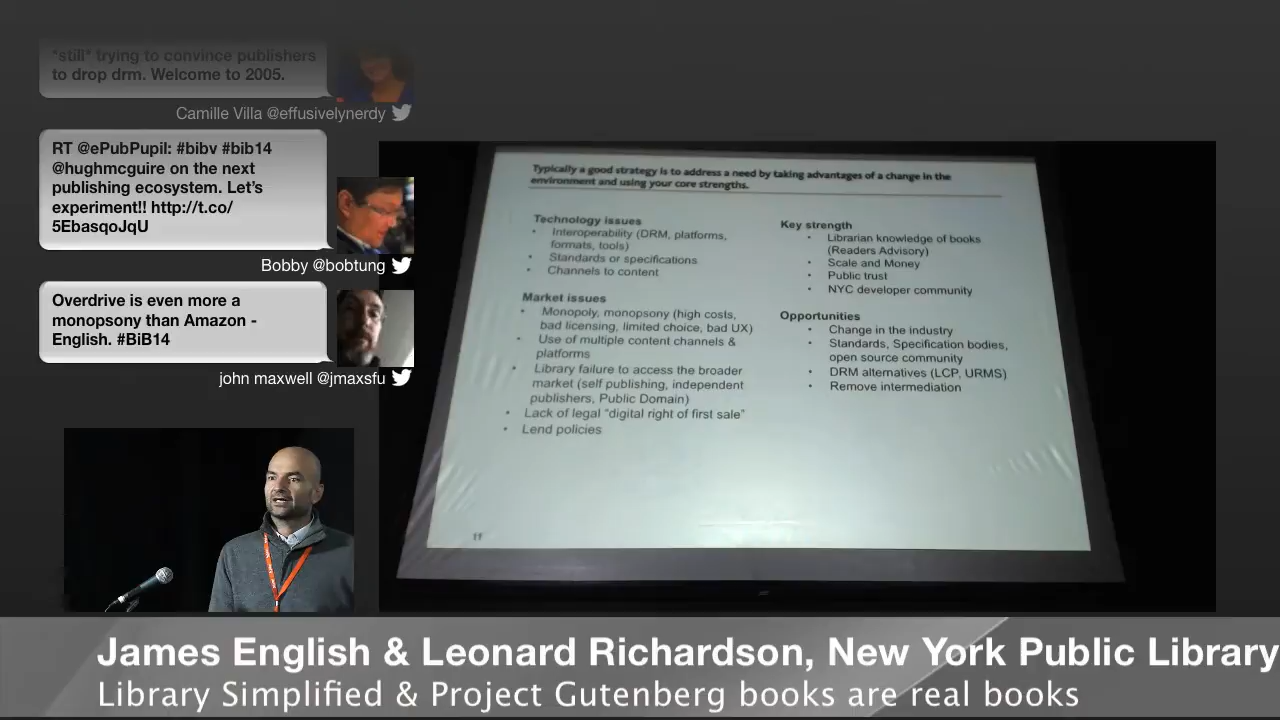 *still* trying to convince publishers
to drop drm. Welcome to 2005.
Camille Villa @effusivelynerdy
RT @ePubPupil: #bibv #bib14
@hughmcguire on the next
publishing ecosystem. Let's
experiment!! http://t.co/
5EbasqoJqU
Bobby @bobtung
Overdrive is even more a
monopsony than Amazon -
English. #BiB14
john maxwell @jmaxsfu
Typically a good strategy is to address a need by taking advantages of a change in the
environment and using your core strengths.
Technology issues
• Interoperability (DRM, platforms,
formats, tools)
• Standards or specifications
• Channels to content
Market issues
• Monopoly, monopsony (high costs,
bad licensing, limited choice, bad UX)
• Use of multiple content channels &
platforms
• Library failure to access the broader
market (self publishing, independent
publishers, Public Domain)
• Lack of legal "digital right of first sale"
• Lend policies
Key strength
• Librarian knowledge of books
(Readers Advisory)
• Scale and Money
• Public trust
• NYC developer community
Opportunities
• Change in the industry
• Standards, Specification bodies,
open source community
• DRM alternatives (LCP, URMS)
• Remove intermediation
11
James English & Leonard Richardson, New York Public Library
Library Simplified & Project Gutenberg books are real books